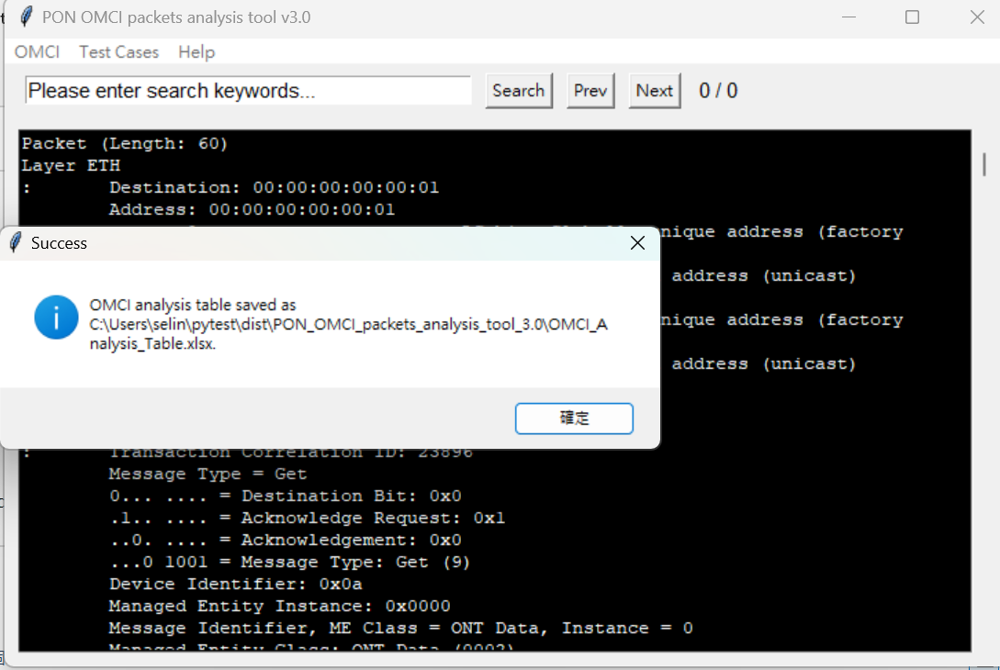 PON OMCI packets analysis tool v3.0
OMCI Test Cases Help
Please enter search keywords... Search Prev Next 0 / 0
Packet (Length: 60)
Layer ETH
:       Destination: 00:00:00:00:00:01
        Address: 00:00:00:00:00:01
nique address (factory
address (unicast)
nique address (factory
address (unicast)
Success
OMCI analysis table saved as
C:\Users\selin\pytest\dist\PON_OMCI_packets_analysis_tool_3.0\OMCI_A
nalysis_Table.xlsx.
確定
:       Transaction Correlation ID: 23896
        Message Type = Get
        0... .... = Destination Bit: 0x0
        .1.. .... = Acknowledge Request: 0x1
        ..0. .... = Acknowledgement: 0x0
        ...0 1001 = Message Type: Get (9)
        Device Identifier: 0x0a
        Managed Entity Instance: 0x0000
        Message Identifier, ME Class = ONT Data, Instance = 0
        Managed Entity Class: ONT Data (0002)